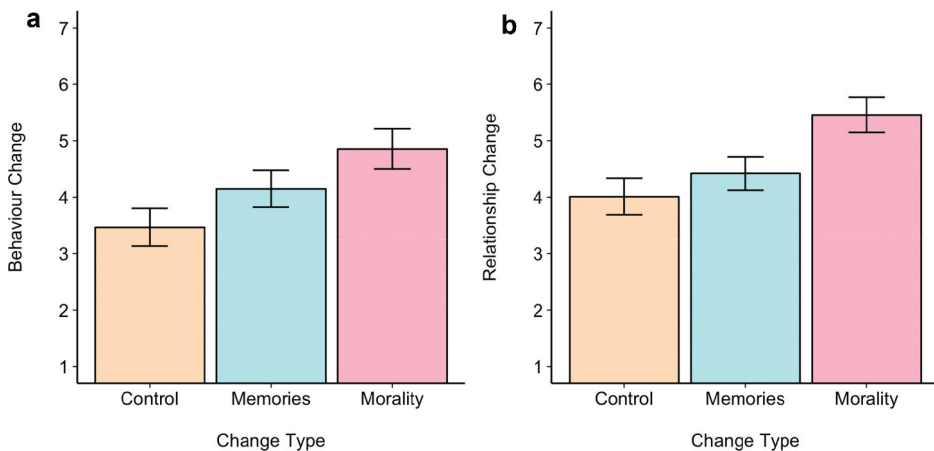 a
Behaviour Change
7
6
5
4
3
2
1
Control Memories Morality
Change Type
b
Relationship Change
7
6
5
4
3
2
1
Control Memories Morality
Change Type